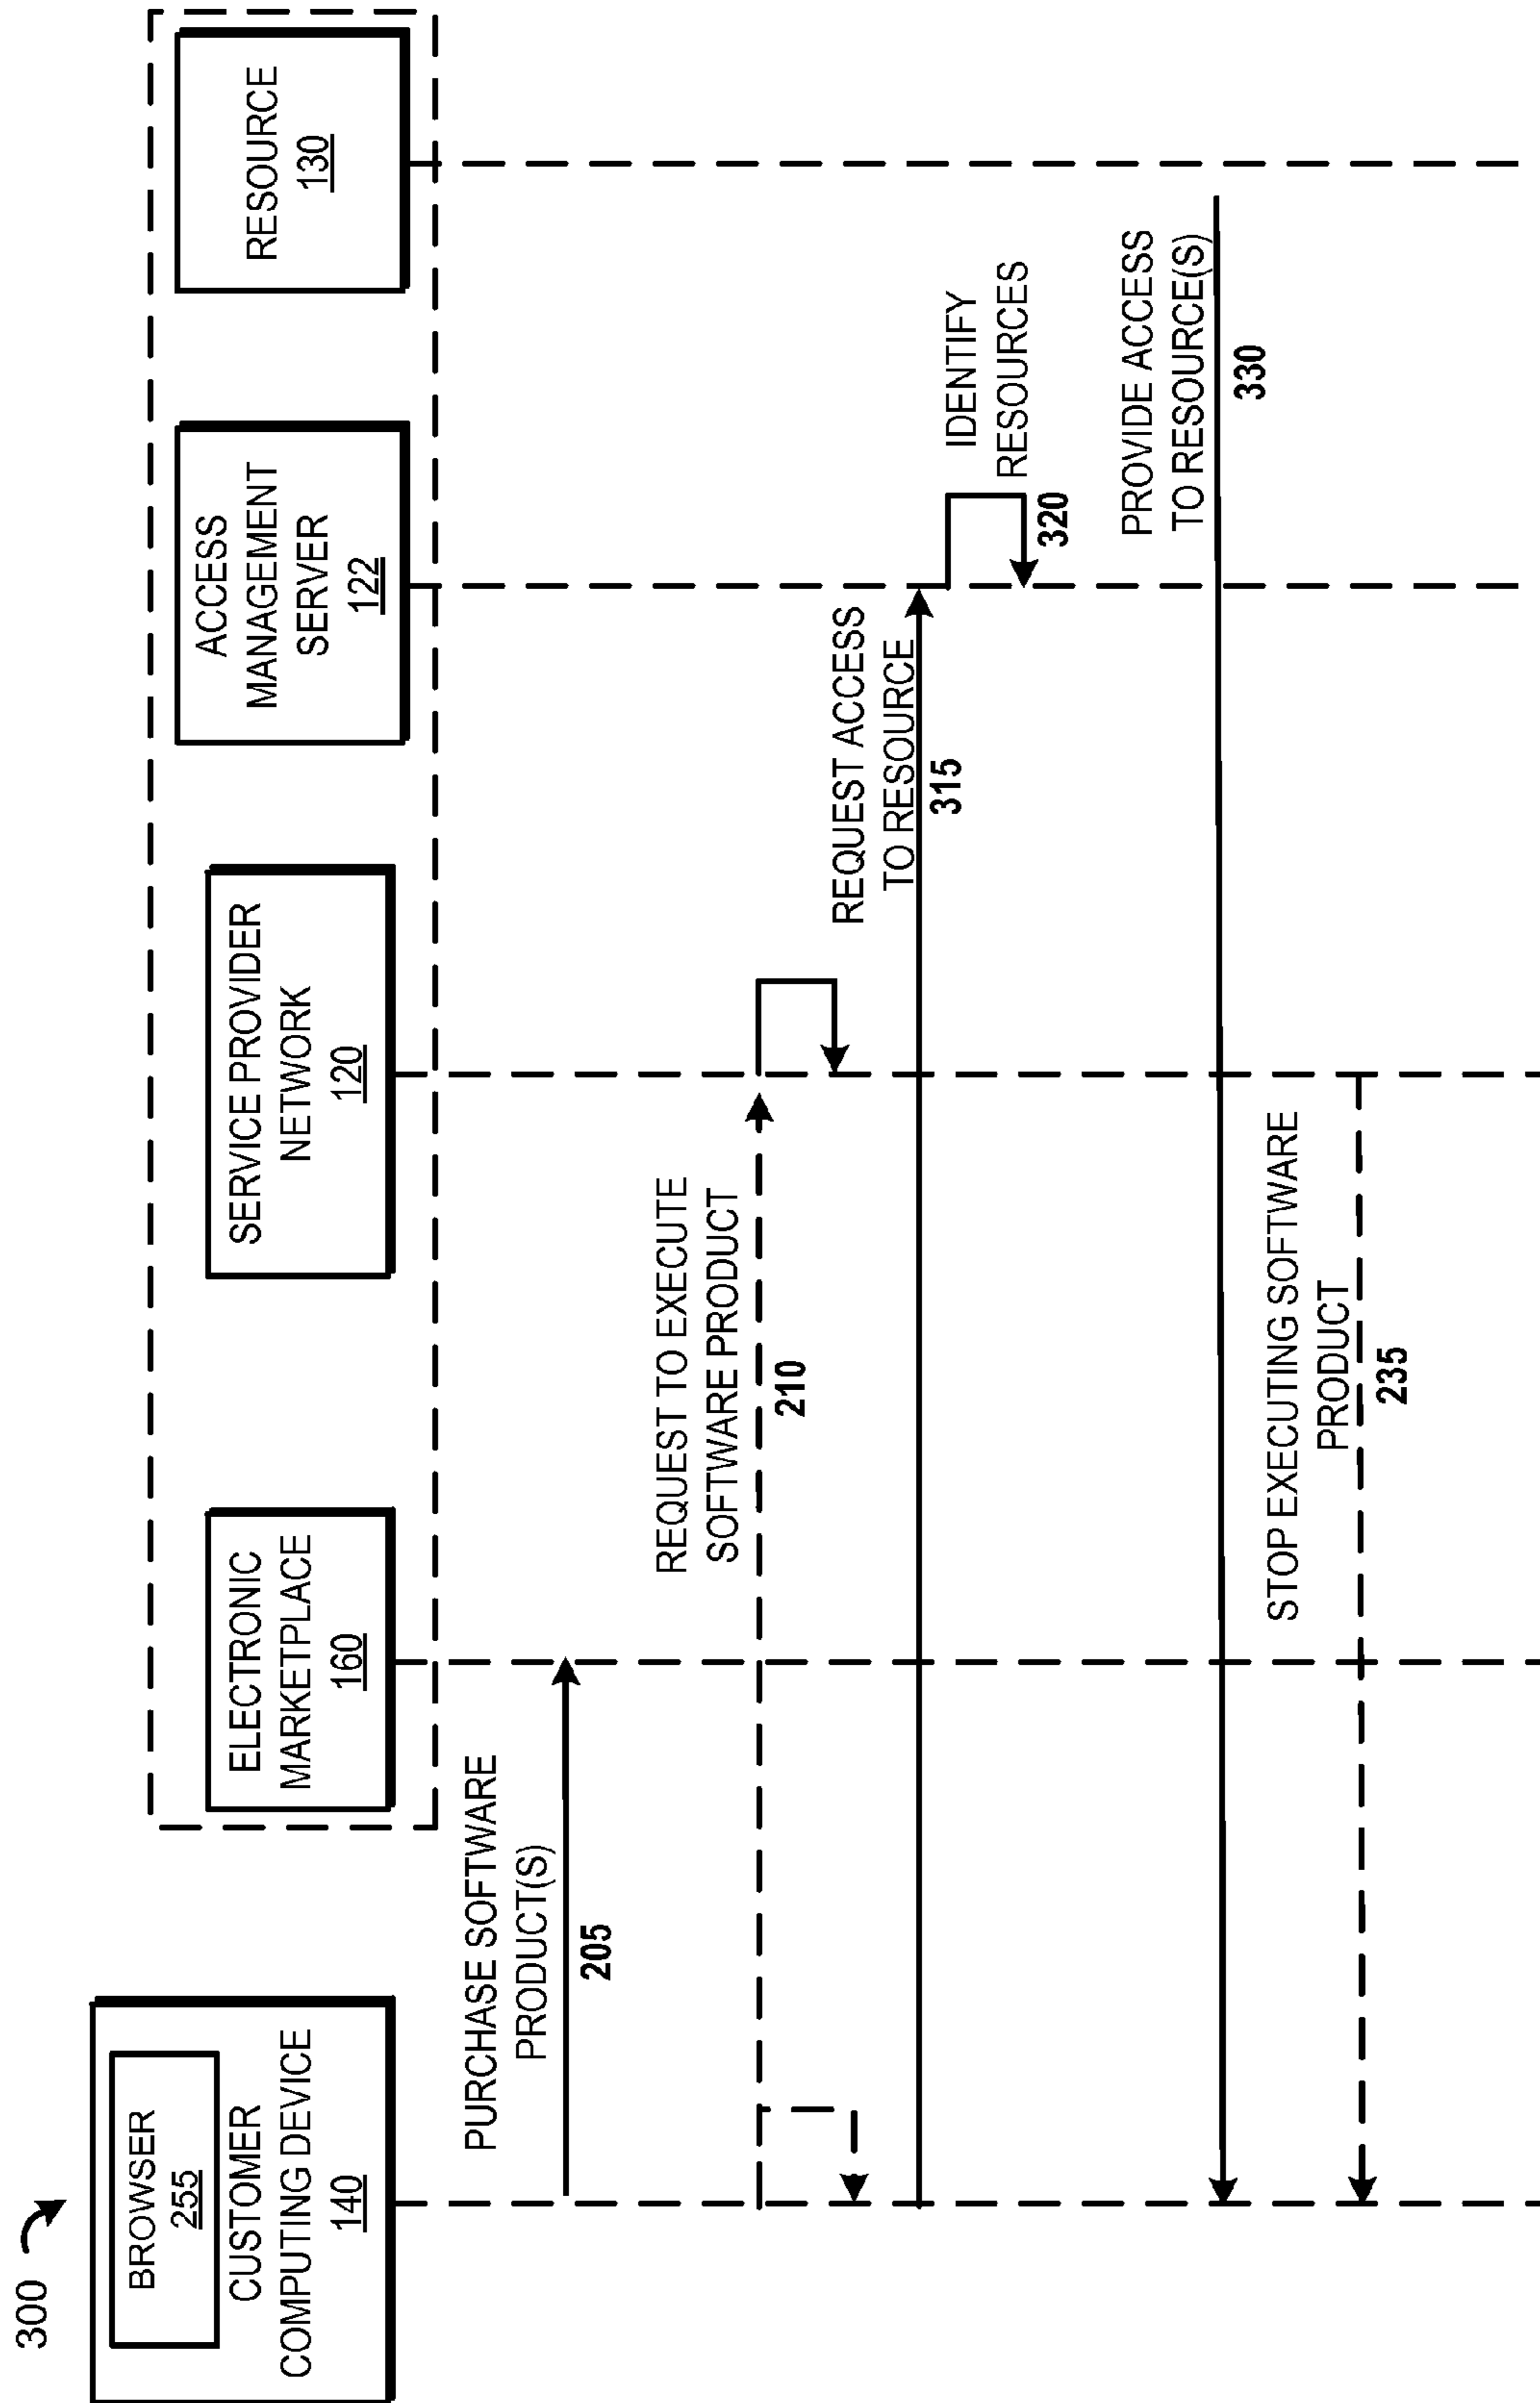 300
BROWSER
255
CUSTOMER
COMPUTING DEVICE
140
ELECTRONIC
MARKETPLACE
160
SERVICE PROVIDER
NETWORK
120
ACCESS
MANAGEMENT
SERVER
122
RESOURCE
130
PURCHASE SOFTWARE
PRODUCT(S)
205
REQUEST TO EXECUTE
SOFTWARE PRODUCT
210
REQUEST ACCESS
TO RESOURCE
315
IDENTIFY
RESOURCES
320
PROVIDE ACCESS
TO RESOURCE(S)
330
STOP EXECUTING SOFTWARE
PRODUCT
235